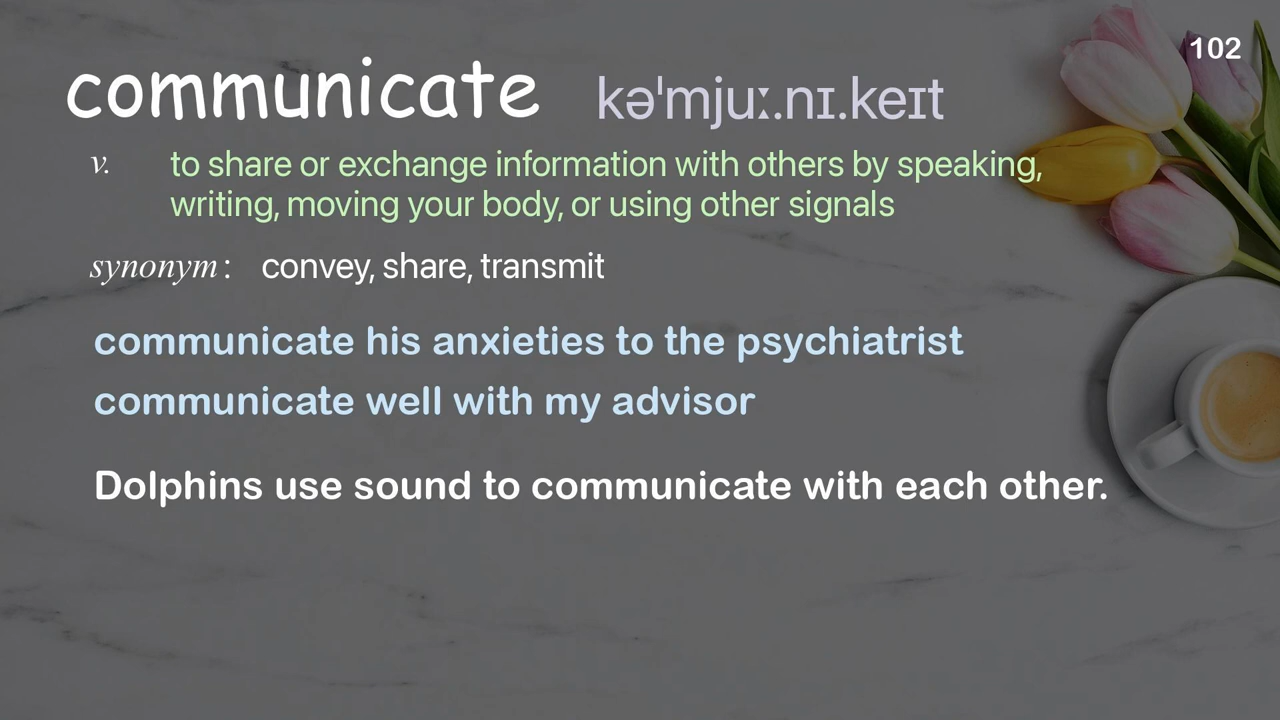 102
communicate kəˈmjuː.nɪ.keɪt
v. to share or exchange information with others by speaking,
writing, moving your body, or using other signals
synonym: convey, share, transmit
communicate his anxieties to the psychiatrist
communicate well with my advisor
Dolphins use sound to communicate with each other.